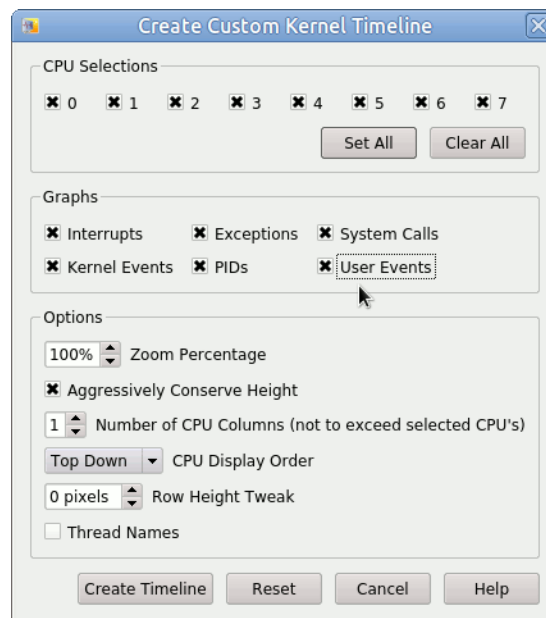 Create Custom Kernel Timeline
CPU Selections
0 1 2 3 4 5 6 7
Set All Clear All
Graphs
Interrupts Exceptions System Calls
Kernel Events PIDs User Events
Options
100% Zoom Percentage
Aggressively Conserve Height
1 Number of CPU Columns (not to exceed selected CPU's)
Top Down CPU Display Order
0 pixels Row Height Tweak
Thread Names
Create Timeline Reset Cancel Help